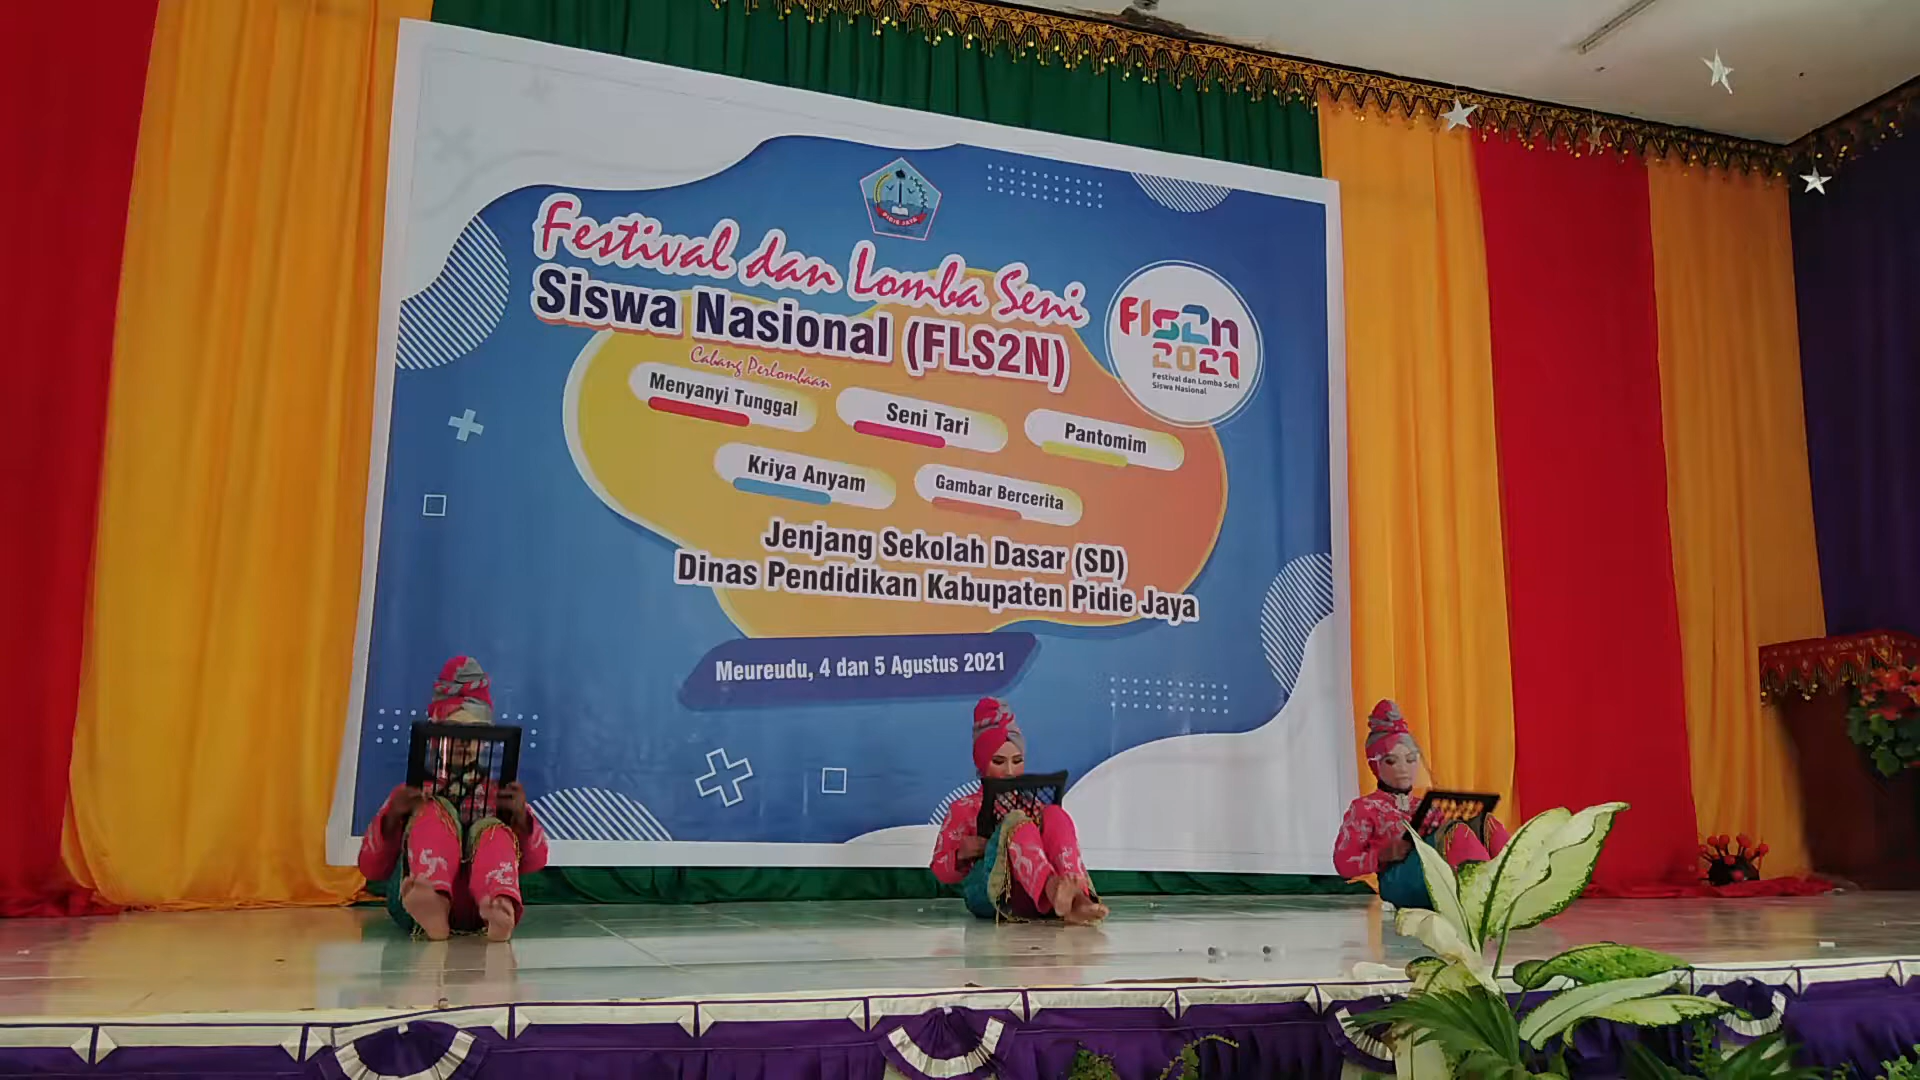 PIDIE JAYA
Festival dan Lomba Seni
Siswa Nasional (FLS2N)
Cabang Perlombaan
Menyanyi Tunggal
Seni Tari
Pantomim
Kriya Anyam
Gambar Bercerita
Jenjang Sekolah Dasar (SD)
Dinas Pendidikan Kabupaten Pidie Jaya
Meureudu, 4 dan 5 Agustus 2021
Fls2n
2021
Festival dan Lomba Seni
Siswa Nasional